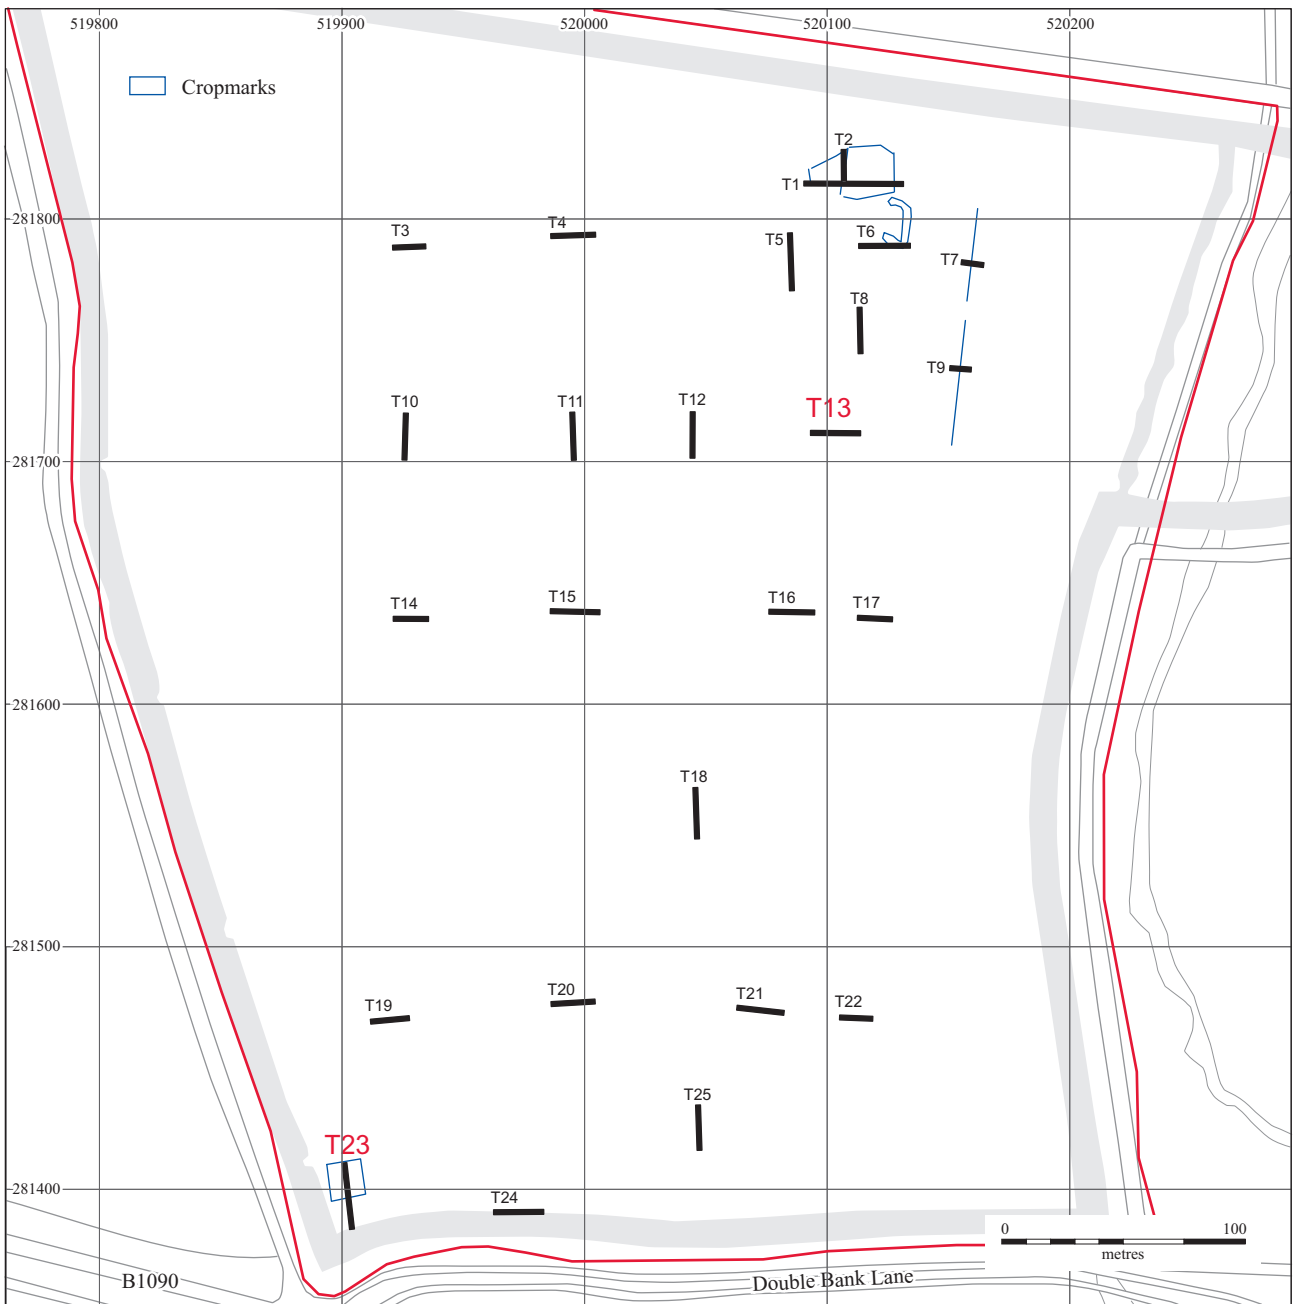 519800 519900 520000 520100 520200
Cropmarks
T2
T1
281800
T3
T4
T5
T6
T7
T8
T9
T10
T11
T12
T13
281700
T14
T15
T16
T17
281600
T18
281500
T19
T20
T21
T22
T25
T23
281400
T24
0 100
metres
B1090
Double Bank Lane